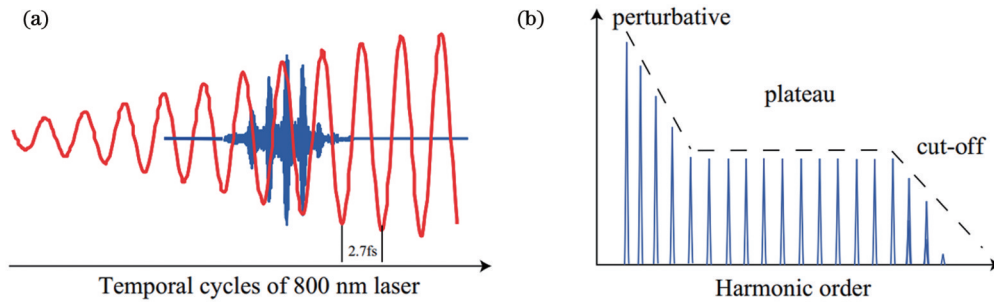 (a)
2.7fs
Temporal cycles of 800 nm laser
(b)
perturbative
plateau
cut-off
Harmonic order